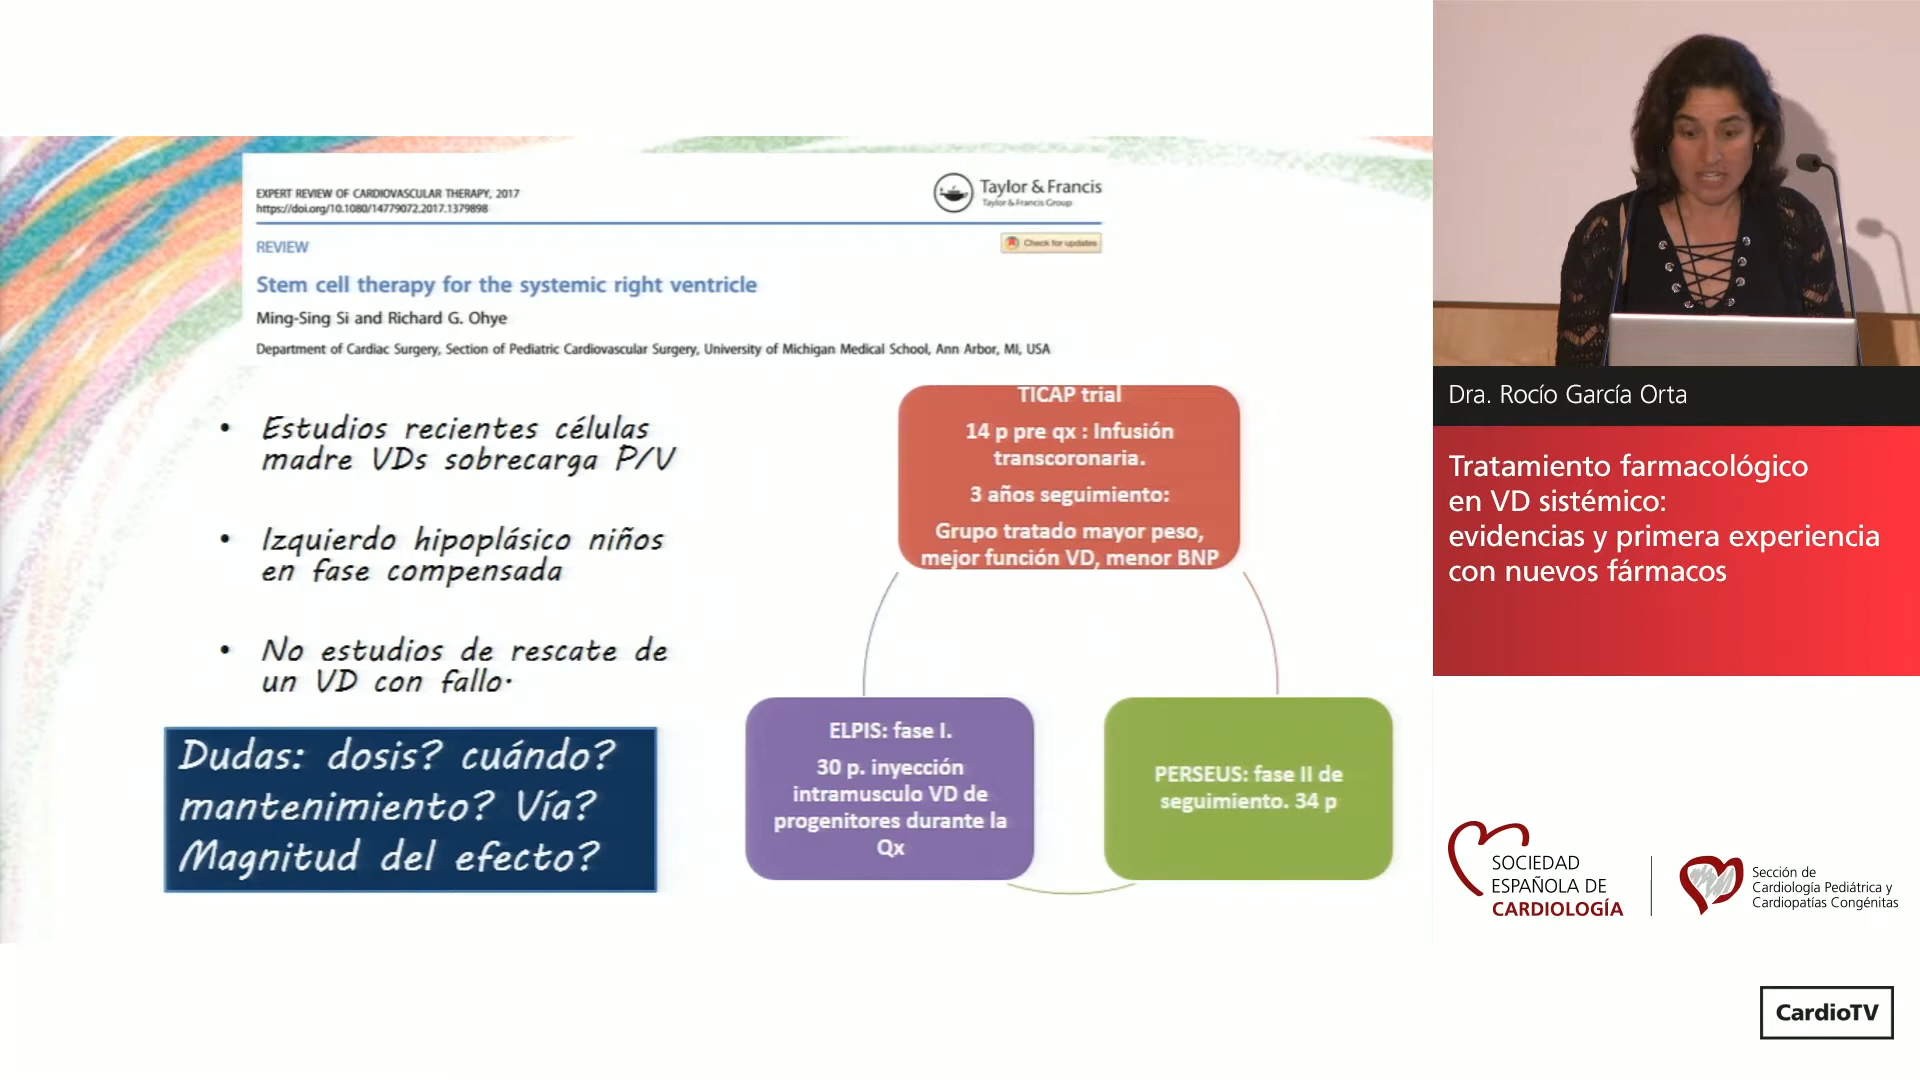 EXPERT REVIEW OF CARDIOVASCULAR THERAPY, 2017
https://doi.org/10.1080/14779072.2017.1379898
Taylor & Francis
Taylor & Francis Group
REVIEW
Check for updates
Stem cell therapy for the systemic right ventricle
Ming-Sing Si and Richard G. Ohye
Department of Cardiac Surgery, Section of Pediatric Cardiovascular Surgery, University of Michigan Medical School, Ann Arbor, MI, USA
• Estudios recientes células
madre VDs sobrecarga P/V
• Izquierdo hipoplásico niños
en fase compensada
• No estudios de rescate de
un VD con fallo.
Dudas: dosis? cuándo?
mantenimiento? Vía?
Magnitud del efecto?
TICAP trial
14 p pre qx : Infusión
transcoronaria.
3 años seguimiento:
Grupo tratado mayor peso,
mejor función VD, menor BNP
ELPIS: fase I.
30 p. inyección
intramusculo VD de
progenitores durante la
Qx
PERSEUS: fase II de
seguimiento. 34 p
Dra. Rocío García Orta
Tratamiento farmacológico
en VD sistémico:
evidencias y primera experiencia
con nuevos fármacos
SOCIEDAD
ESPAÑOLA DE
CARDIOLOGÍA
Sección de
Cardiología Pediátrica y
Cardiopatías Congénitas
CardioTV